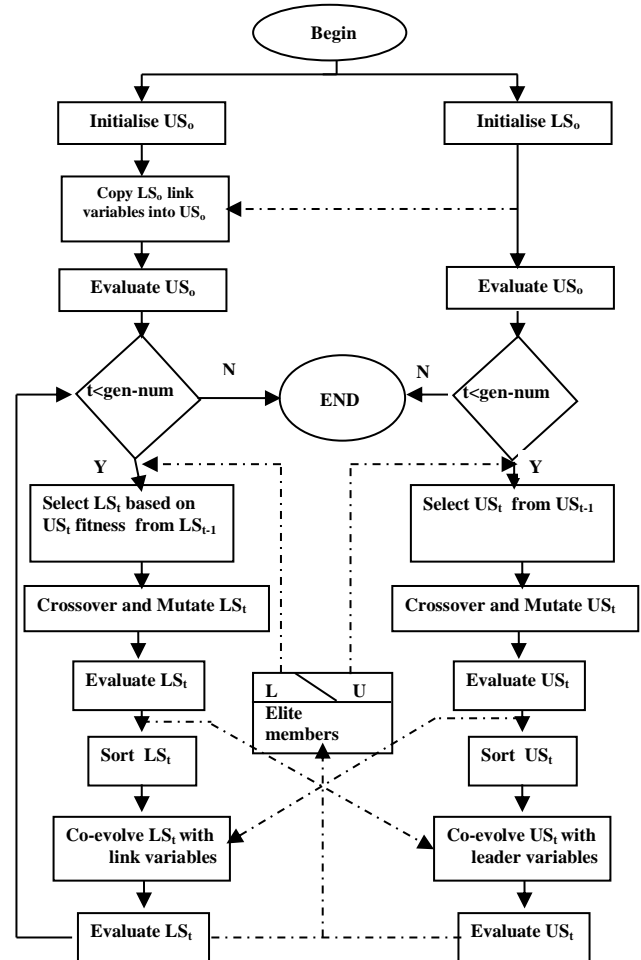 Begin
Initialise USo
Initialise LSo
Copy LSo link
variables into USo
Evaluate USo
Evaluate USo
t<gen-num
N
END
N
t<gen-num
Y
Y
Select LSt based on
USt fitness from LSt-1
Select USt from USt-1
Crossover and Mutate LSt
Crossover and Mutate USt
Evaluate LSt
L
U
Elite
members
Evaluate USt
Sort LSt
Sort USt
Co-evolve LSt with
link variables
Co-evolve USt with
leader variables
Evaluate LSt
Evaluate USt